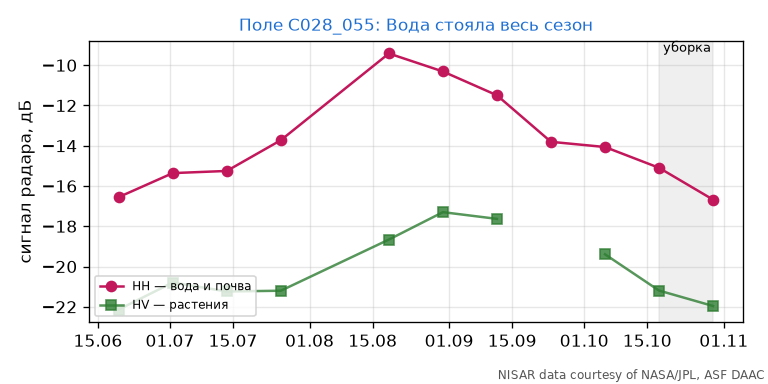 Поле C028_055: Вода стояла весь сезон
уборка
сигнал радара, дБ
−10
−12
−14
−16
−18
−20
−22
HH — вода и почва
HV — растения
15.06 01.07 15.07 01.08 15.08 01.09 15.09 01.10 15.10 01.11
NISAR data courtesy of NASA/JPL, ASF DAAC